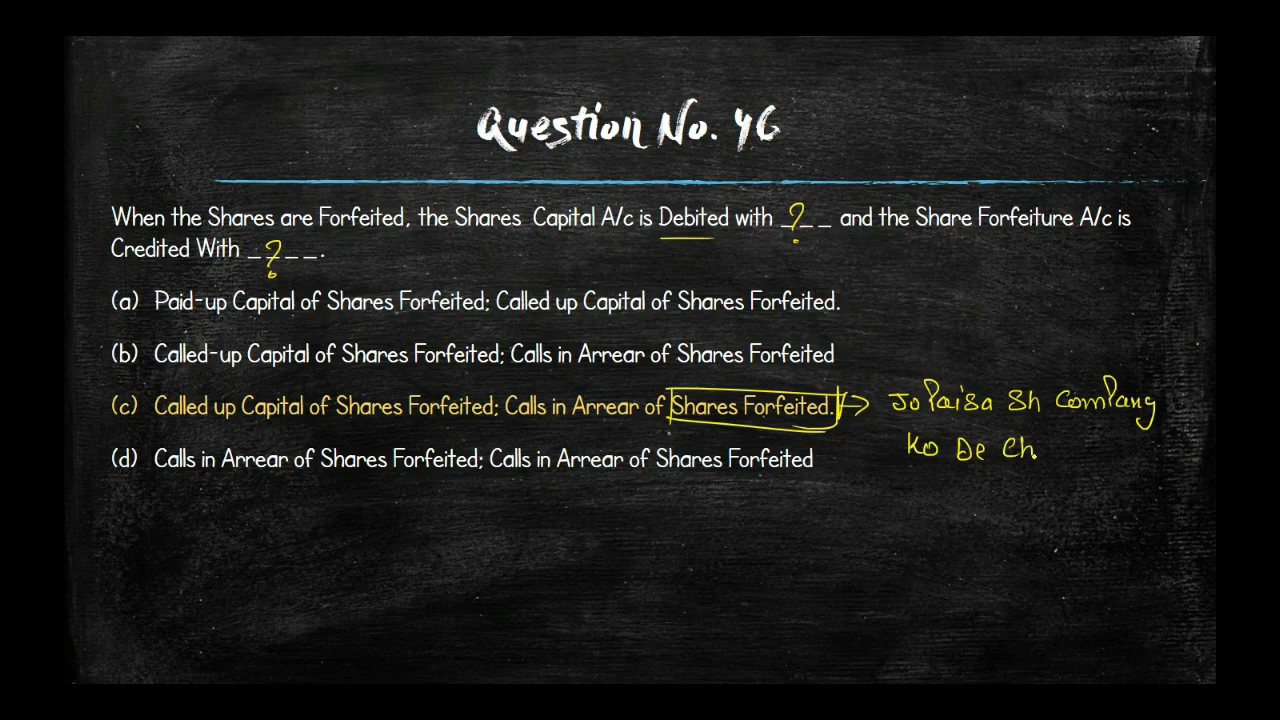 Question No. 46
When the Shares are Forfeited, the Shares Capital A/c is Debited with _ ? _ _ and the Share Forfeiture A/c is
Credited With _ ? _ _.
(a) Paid-up Capital of Shares Forfeited; Called up Capital of Shares Forfeited.
(b) Called-up Capital of Shares Forfeited; Calls in Arrear of Shares Forfeited
(c) Called up Capital of Shares Forfeited; Calls in Arrear of Shares Forfeited. → Jo Paisa Sh Company
Ko De Ch
(d) Calls in Arrear of Shares Forfeited; Calls in Arrear of Shares Forfeited